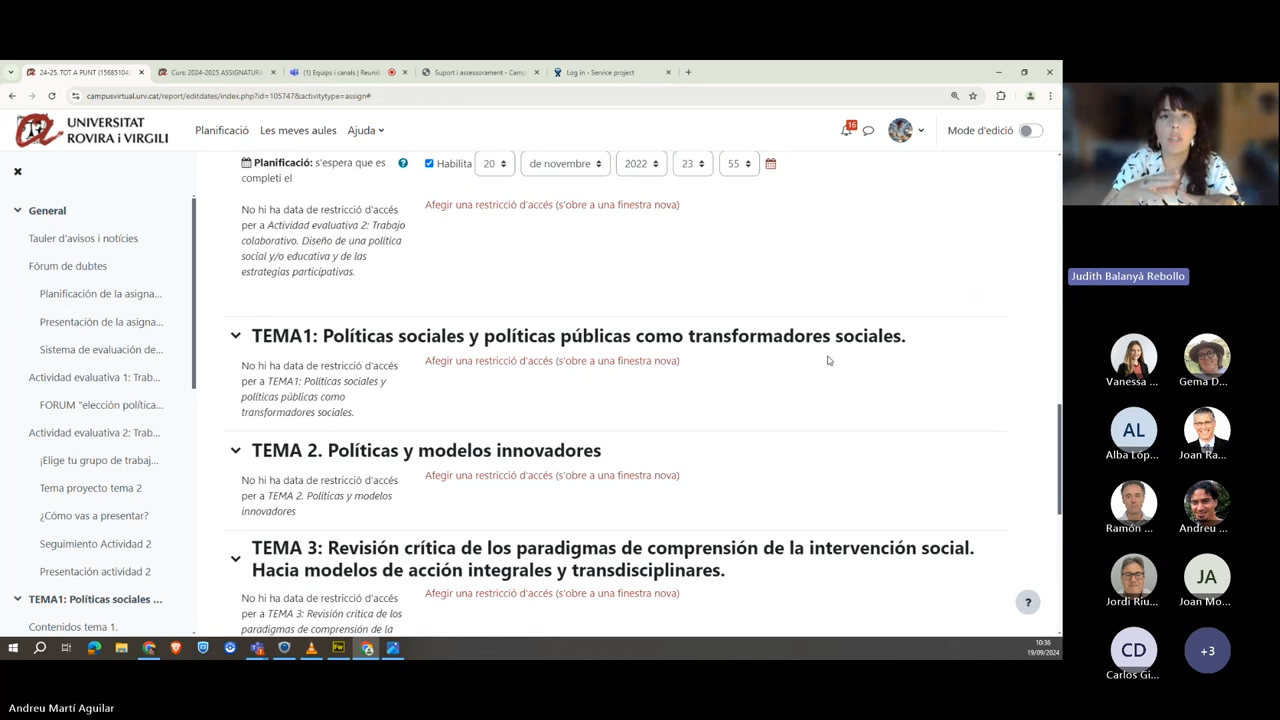 24-25. TOT A PUNT (15685104)
Curs: 2024-2025 ASSIGNATURA
(1) Equips i canals | Reunió
Suport i assessorament - Camp
Log in - Service project
campusvirtual.urv.cat/report/editdates/index.php?id=105747&activitytype=assign#
UNIVERSITAT
ROVIRA i VIRGILI
Planificació
Les meves aules
Ajuda
16
Mode d'edició
General
Tauler d'avisos i notícies
Fòrum de dubtes
Planificación de la asigna...
Presentación de la asigna...
Sistema de evaluación de...
Actividad evaluativa 1: Trab...
FORUM "elección política...
Actividad evaluativa 2: Trab...
¡Elige tu grupo de trabaj...
Tema proyecto tema 2
¿Cómo vas a presentar?
Seguimiento Actividad 2
Presentación actividad 2
TEMA1: Políticas sociales ...
Contenidos tema 1.
Planificació: s'espera que es
completi el
?
Habilita
20
de novembre
2022
23
55
No hi ha data de restricció d'accés
per a Actividad evaluativa 2: Trabajo
colaborativo. Diseño de una política
social y/o educativa y de las
estrategias participativas.
Afegir una restricció d'accés (s'obre a una finestra nova)
TEMA1: Políticas sociales y políticas públicas como transformadores sociales.
No hi ha data de restricció d'accés
per a TEMA1: Políticas sociales y
políticas públicas como
transformadores sociales.
Afegir una restricció d'accés (s'obre a una finestra nova)
TEMA 2. Políticas y modelos innovadores
No hi ha data de restricció d'accés
per a TEMA 2. Políticas y modelos
innovadores
Afegir una restricció d'accés (s'obre a una finestra nova)
TEMA 3: Revisión crítica de los paradigmas de comprensión de la intervención social.
Hacia modelos de acción integrales y transdisciplinares.
No hi ha data de restricció d'accés
per a TEMA 3: Revisión crítica de los
paradigmas de comprensión de la
Afegir una restricció d'accés (s'obre a una finestra nova)
?
Fw
10:36
19/09/2024
Judith Balanyà Rebollo
Vanessa ...
Gema D...
AL
Alba Lóp...
Joan Ra...
Ramón ...
Andreu ...
Jordi Riu...
JA
Joan Mo...
CD
Carlos Gi...
+3
Andreu Martí Aguilar